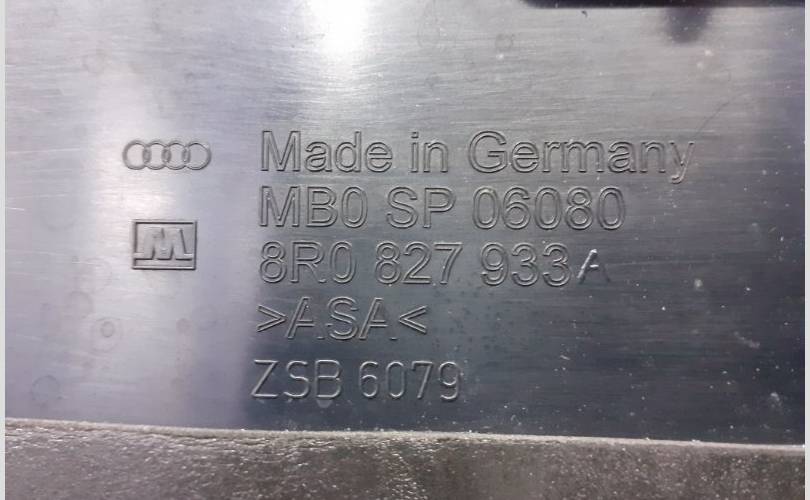 Made in Germany
MB0 SP 06080
8R0 827 933 A
>ASA<
ZSB 6079